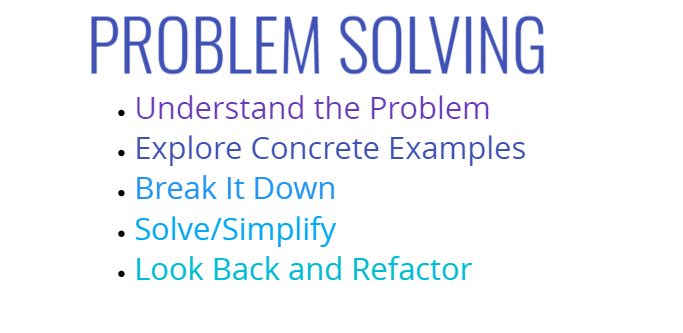 PROBLEM SOLVING
• Understand the Problem
• Explore Concrete Examples
• Break It Down
• Solve/Simplify
• Look Back and Refactor